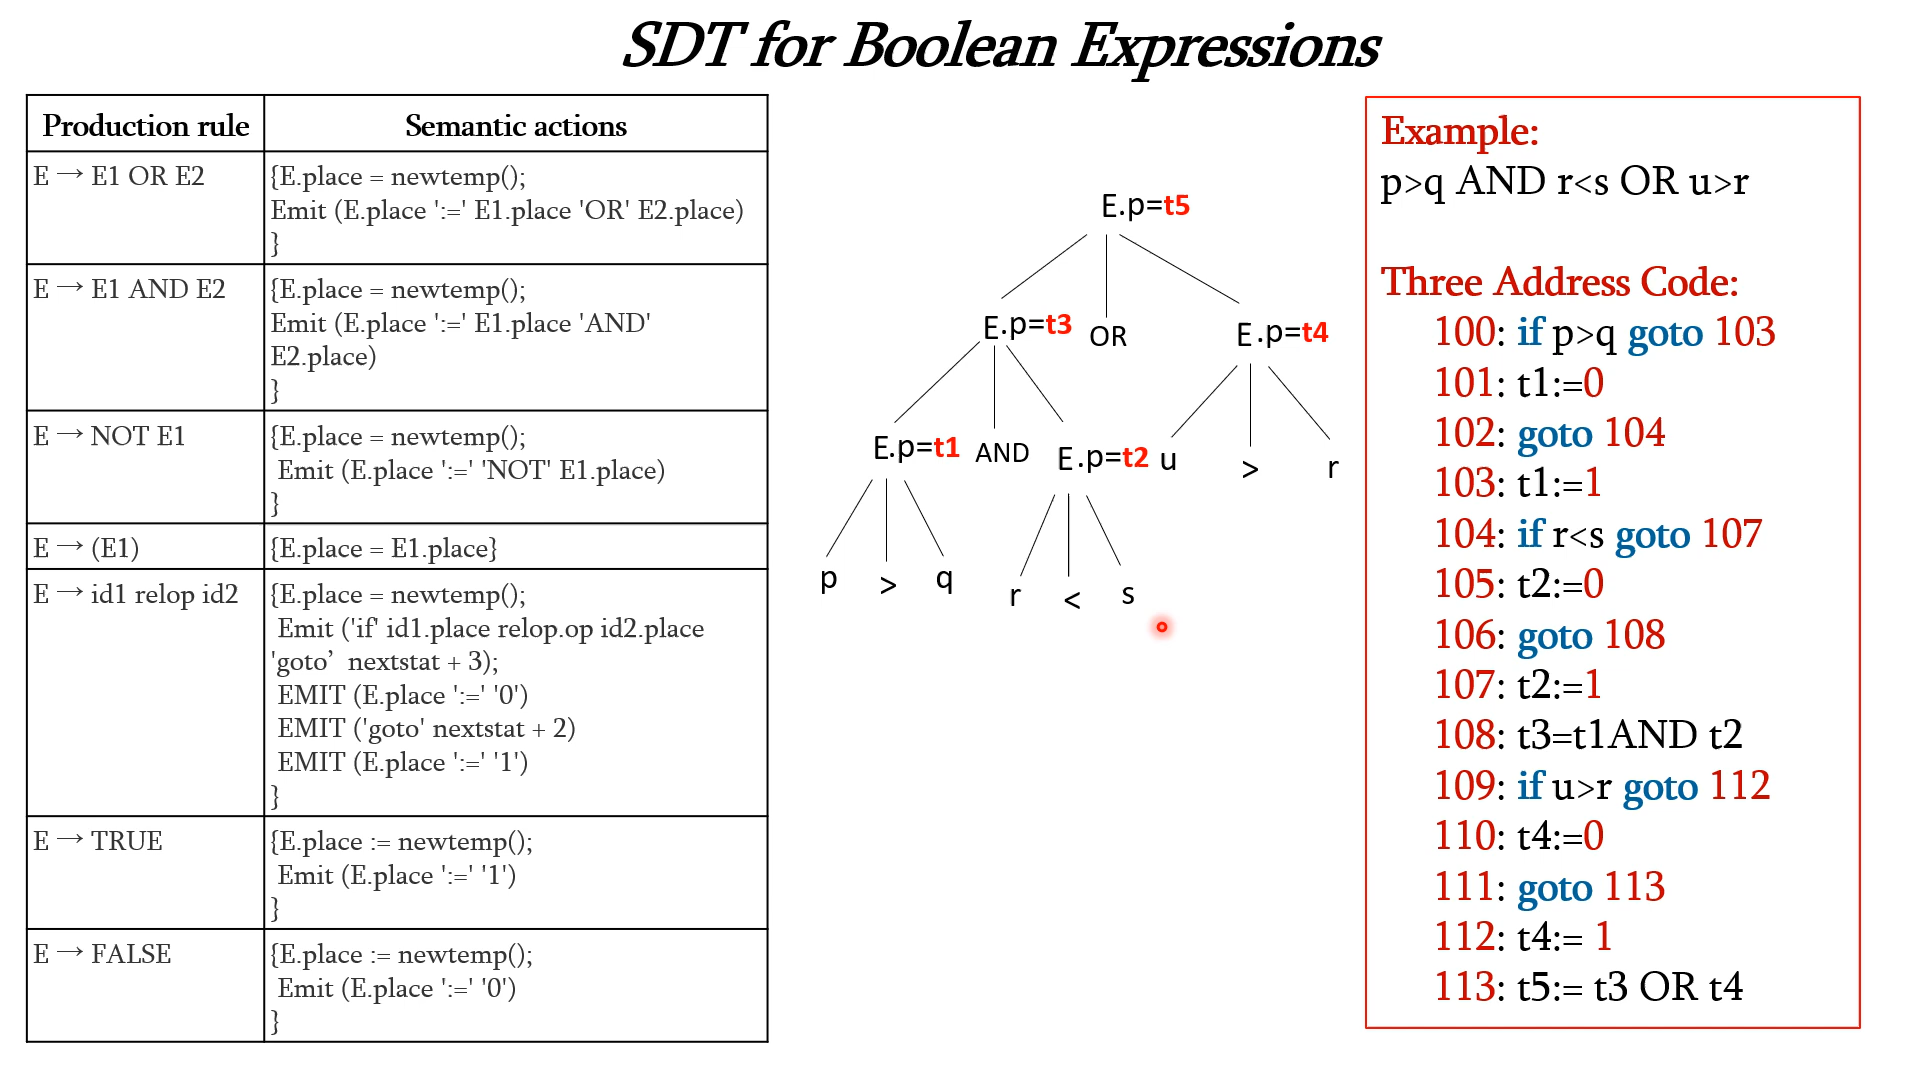 SDT for Boolean Expressions
Production rule
Semantic actions
E → E1 OR E2
{E.place = newtemp();
Emit (E.place ':=' E1.place 'OR' E2.place)
}
E → E1 AND E2
{E.place = newtemp();
Emit (E.place ':=' E1.place 'AND'
E2.place)
}
E → NOT E1
{E.place = newtemp();
Emit (E.place ':=' 'NOT' E1.place)
}
E → (E1)
{E.place = E1.place}
E → id1 relop id2
{E.place = newtemp();
Emit ('if' id1.place relop.op id2.place
'goto’ nextstat + 3);
EMIT (E.place ':=' '0')
EMIT ('goto' nextstat + 2)
EMIT (E.place ':=' '1')
}
E → TRUE
{E.place := newtemp();
Emit (E.place ':=' '1')
}
E → FALSE
{E.place := newtemp();
Emit (E.place ':=' '0')
}
E.p=t5
E.p=t3
OR
E.p=t4
E.p=t1
AND
E.p=t2
u
>
r
p
>
q
r
<
s
Example:
p>q AND r<s OR u>r
Three Address Code:
100: if p>q goto 103
101: t1:=0
102: goto 104
103: t1:=1
104: if r<s goto 107
105: t2:=0
106: goto 108
107: t2:=1
108: t3=t1AND t2
109: if u>r goto 112
110: t4:=0
111: goto 113
112: t4:= 1
113: t5:= t3 OR t4